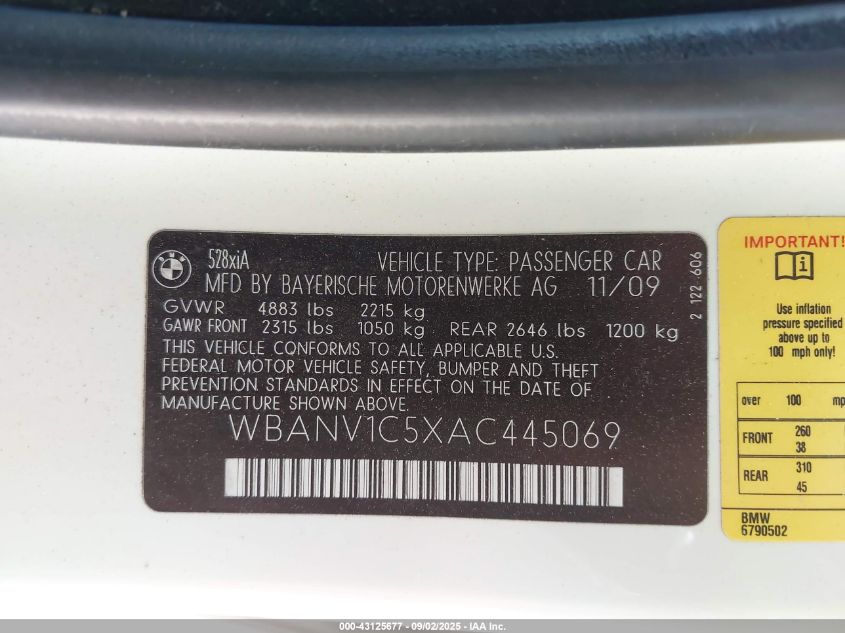 528xiA VEHICLE TYPE: PASSENGER CAR
MFD BY BAYERISCHE MOTORENWERKE AG 11/09
GVWR 4883 lbs 2215 kg
GAWR FRONT 2315 lbs 1050 kg REAR 2646 lbs 1200 kg
THIS VEHICLE CONFORMS TO ALL APPLICABLE U.S.
FEDERAL MOTOR VEHICLE SAFETY, BUMPER AND THEFT
PREVENTION STANDARDS IN EFFECT ON THE DATE OF
MANUFACTURE SHOWN ABOVE.
WBANV1C5XAC445069
2 122 606
IMPORTANT!
Use inflation
pressure specified
above up to
100 mph only!
over 100 mp
FRONT 260
38
REAR 310
45
BMW
6790502
000-43125677 - 09/02/2025 - IAA Inc.